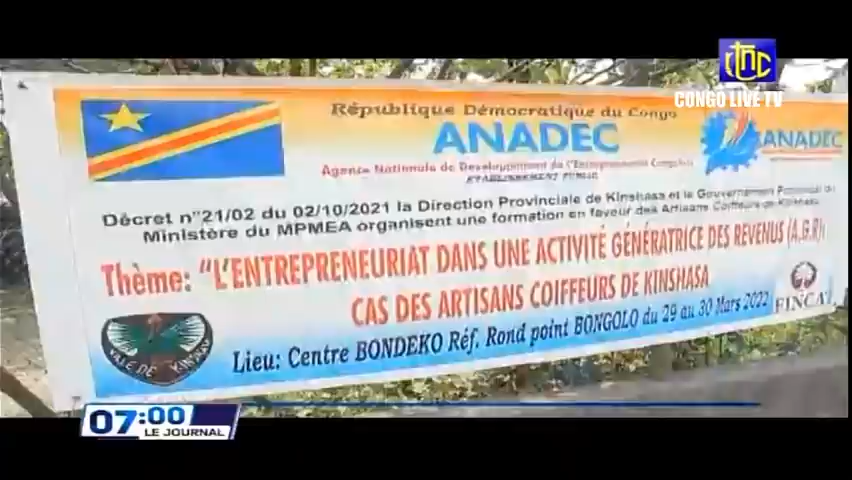 CONGO LIVE TV
République Démocratique du Congo
ANADEC
ANADEC
Agence Nationale de Developpement de l'Entrepreneuriat Congolais
ETABLISSEMENT PUBLIC
Décret n°21/02 du 02/10/2021 la Direction Provinciale de Kinshasa et le Gouvernement Provincial du
Ministère du MPMEA organisent une formation en faveur des Artisans Coiffeurs de Kinshasa
Thème: "L'ENTREPRENEURIAT DANS UNE ACTIVITÉ GÉNÉRATRICE DES REVENUS (A.G.R):
CAS DES ARTISANS COIFFEURS DE KINSHASA
FINCA
VILLE DE KINSHASA
Lieu: Centre BONDEKO Réf. Rond point BONGOLO du 29 au 30 Mars 2022
07:00
LE JOURNAL